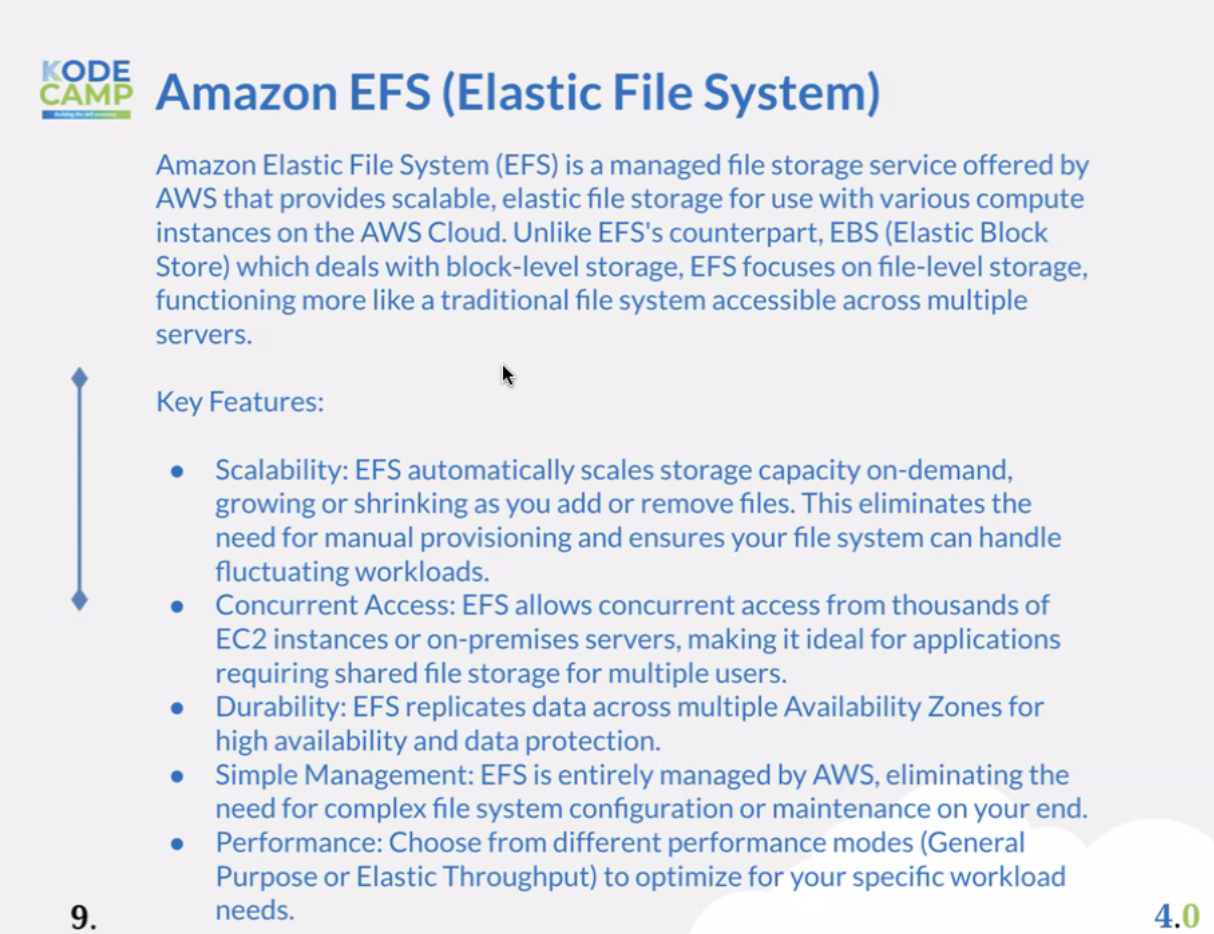 KODE
CAMP
Building the skill economy
Amazon EFS (Elastic File System)
Amazon Elastic File System (EFS) is a managed file storage service offered by
AWS that provides scalable, elastic file storage for use with various compute
instances on the AWS Cloud. Unlike EFS's counterpart, EBS (Elastic Block
Store) which deals with block-level storage, EFS focuses on file-level storage,
functioning more like a traditional file system accessible across multiple
servers.
Key Features:
● Scalability: EFS automatically scales storage capacity on-demand,
growing or shrinking as you add or remove files. This eliminates the
need for manual provisioning and ensures your file system can handle
fluctuating workloads.
● Concurrent Access: EFS allows concurrent access from thousands of
EC2 instances or on-premises servers, making it ideal for applications
requiring shared file storage for multiple users.
● Durability: EFS replicates data across multiple Availability Zones for
high availability and data protection.
● Simple Management: EFS is entirely managed by AWS, eliminating the
need for complex file system configuration or maintenance on your end.
● Performance: Choose from different performance modes (General
Purpose or Elastic Throughput) to optimize for your specific workload
needs.
9.
4.0